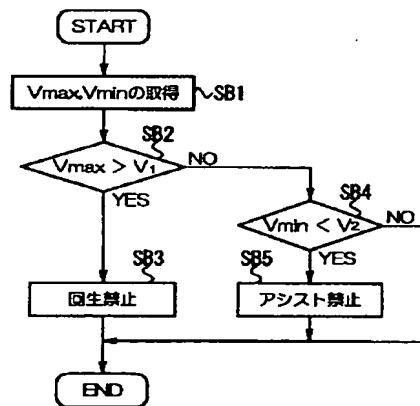 START
Vmax,Vminの取得
SB1
SB2
Vmax > V1
NO
YES
SB4
Vmin < V2
NO
YES
SB3
回生禁止
SB5
アシスト禁止
END